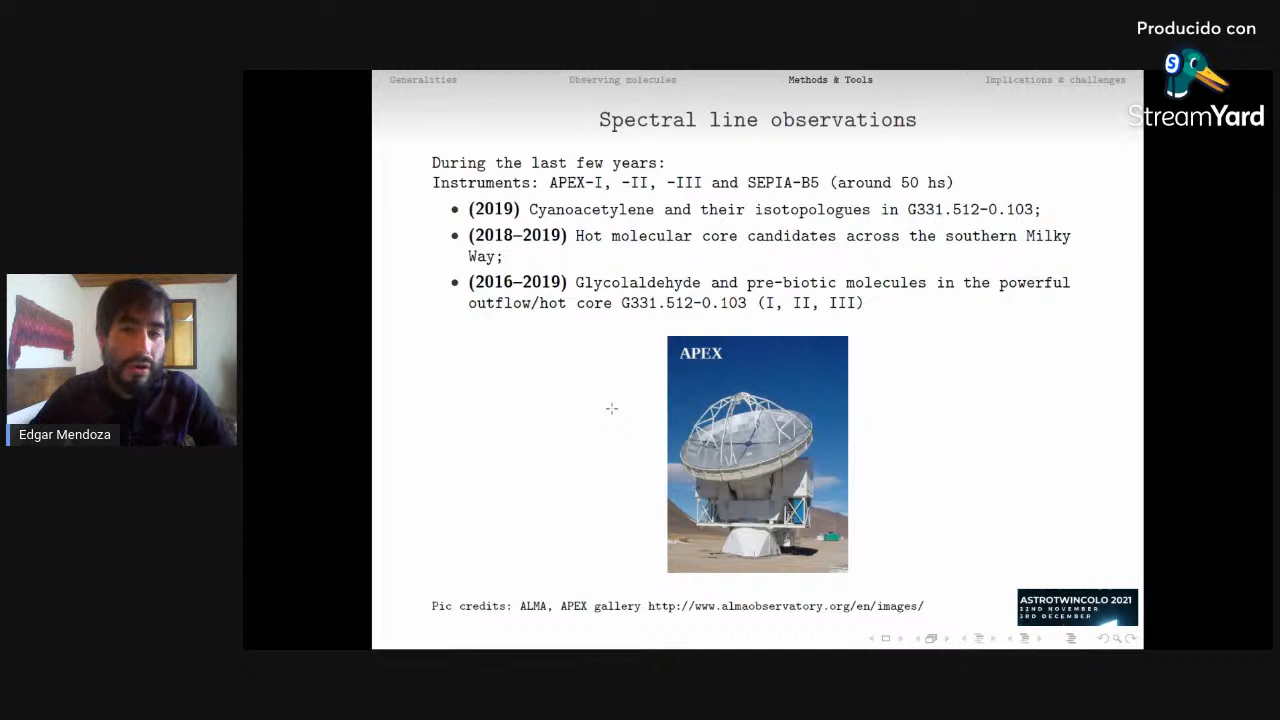 Producido con
StreamYard
Generalities
Observing molecules
Methods & Tools
Implications & challenges
Spectral line observations
During the last few years:
Instruments: APEX-I, -II, -III and SEPIA-B5 (around 50 hs)
• (2019) Cyanoacetylene and their isotopologues in G331.512-0.103;
• (2018–2019) Hot molecular core candidates across the southern Milky
Way;
• (2016–2019) Glycolaldehyde and pre-biotic molecules in the powerful
outflow/hot core G331.512-0.103 (I, II, III)
APEX
Edgar Mendoza
Pic credits: ALMA, APEX gallery http://www.almaobservatory.org/en/images/
ASTROTWINCOLO 2021
22ND NOVEMBER
3RD DECEMBER